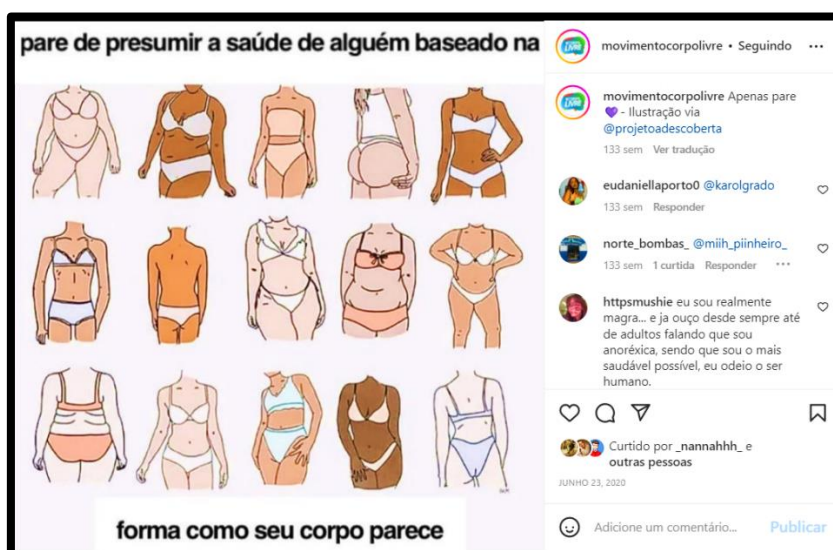 pare de presumir a saúde de alguém baseado na
forma como seu corpo parece
movimentocorpolivre • Seguindo
movimentocorpolivre Apenas pare
💜 - Ilustração via
@projetoadescoberta
133 sem Ver tradução
eudaniellaporto0 @karolgrado
133 sem Responder
norte_bombas_ @miih_piinheiro_
133 sem 1 curtida Responder
httpsmushie eu sou realmente
magra... e ja ouço desde sempre até
de adultos falando que sou
anoréxica, sendo que sou o mais
saudável possível, eu odeio o ser
humano.
Curtido por _nannahhh_ e
outras pessoas
JUNHO 23, 2020
Adicione um comentário... Publicar